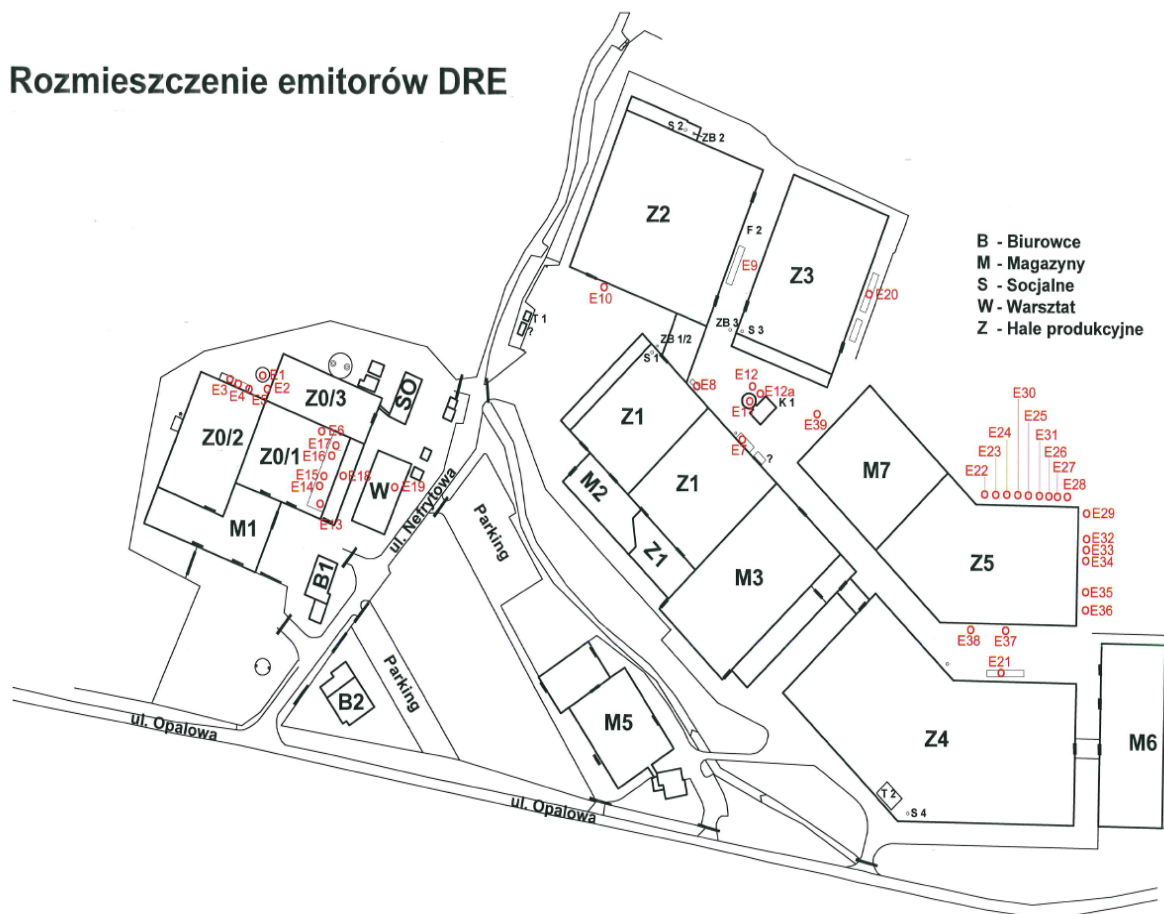 Rozmieszczenie emitorów DRE
B - Biurowce
M - Magazyny
S - Socjalne
W - Warsztat
Z - Hale produkcyjne
S 2
ZB 2
Z2
F 2
E9
Z3
E20
E10
T 1
?
ZB 3
S 3
ZB 1/2
S 1
E8
E12
E12a
K 1
E39
E7
?
Z1
Z1
M2
Z1
M3
M7
E30
E25
E24
E31
E23
E26
E22
E27
E28
E29
E32
E33
E34
E35
E36
Z5
E38
E37
E21
Z4
M6
T 2
S 4
E1
E3
E4
E5
E2
Z0/3
SO
Z0/2
Z0/1
E6
E17
E16
E15
E14
E18
E13
W
E19
M1
B1
ul. Nefrytowa
Parking
Parking
B2
M5
ul. Opalowa
ul. Opalowa